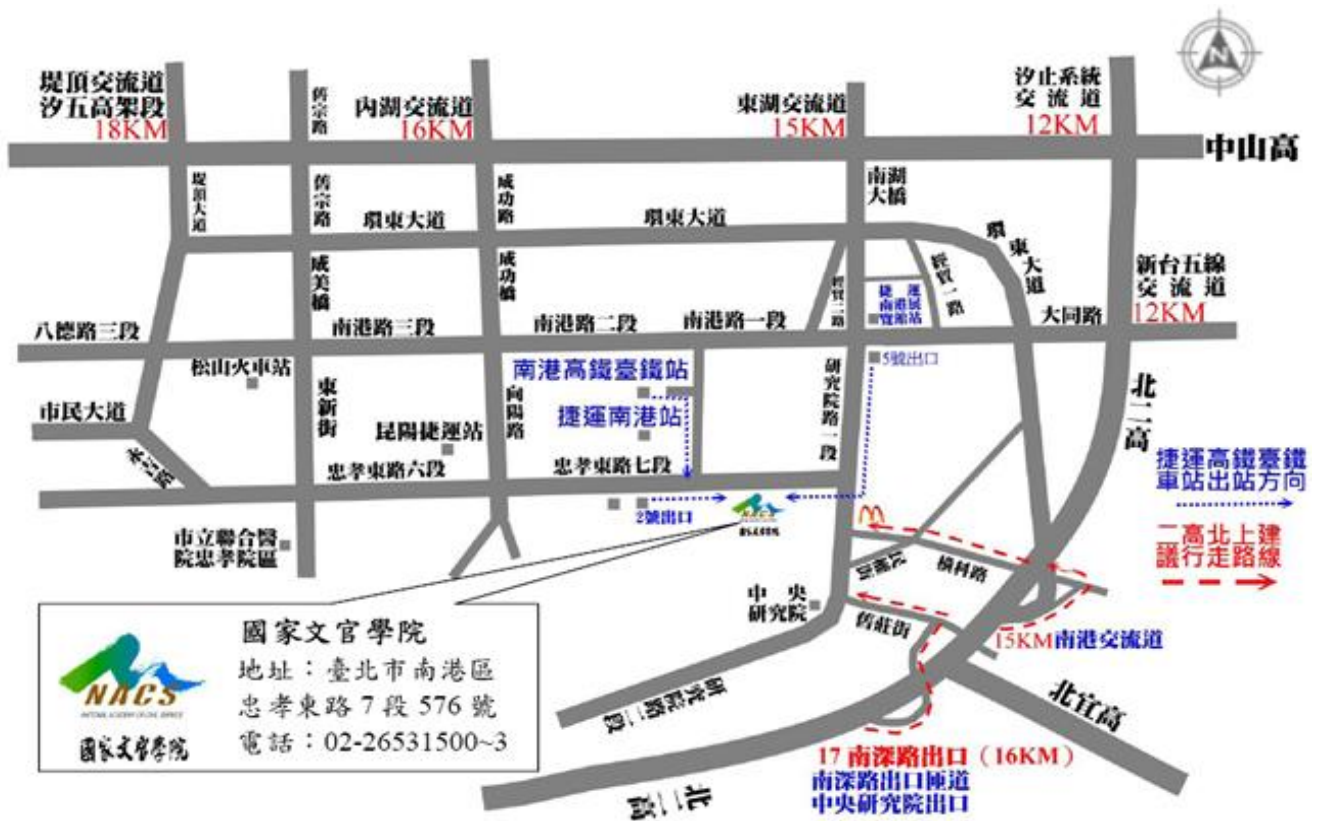 N
堤頂交流道
汐五高架段
18KM
舊宗路
內湖交流道
16KM
東湖交流道
15KM
汐止系統
交流道
12KM
中山高
堤頂大道
舊宗路
成功路
南湖
大橋
環東大道
環東大道
環東大道
成美橋
成功橋
經貿二路
捷運
南港展
覽館站
經貿一路
新台五線
交流道
12KM
八德路三段
南港路三段
南港路二段
南港路一段
大同路
松山火車站
南港高鐵臺鐵站
5號出口
市民大道
東新街
昆陽捷運站
向陽路
捷運南港站
研究院路一段
北二高
永吉路
忠孝東路六段
忠孝東路七段
捷運高鐵臺鐵
車站出站方向
2號出口
市立聯合醫
院忠孝院區
二高北上建
議行走路線
民權街
橫科路
中央
研究院
舊莊街
15KM南港交流道
國家文官學院
地址：臺北市南港區
忠孝東路7段576號
電話：02-26531500~3
NACS
NATIONAL ACADEMY OF CIVIL SERVICE
國家文官學院
研究院路二段
北宜高
17 南深路出口（16KM）
南深路出口匝道
中央研究院出口
北二高